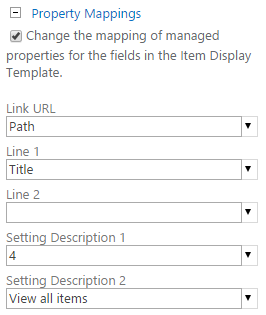 Property Mappings
Change the mapping of managed
properties for the fields in the Item Display
Template.
Link URL
Path
Line 1
Title
Line 2
Setting Description 1
4
Setting Description 2
View all items